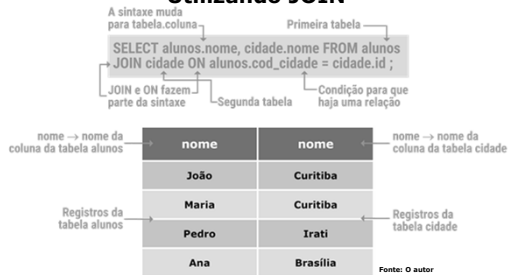 Utilizando JOIN
A sintaxe muda
para tabela.coluna
Primeira tabela
SELECT alunos.nome, cidade.nome FROM alunos
JOIN cidade ON alunos.cod_cidade = cidade.id ;
JOIN e ON fazem
parte da sintaxe
Segunda tabela
Condição para que
haja uma relação
nome → nome da
coluna da tabela alunos
nome nome
nome → nome da
coluna da tabela cidade
João Curitiba
Maria Curitiba
Registros da
tabela alunos
Registros da
tabela cidade
Pedro Irati
Ana Brasília
Fonte: O autor